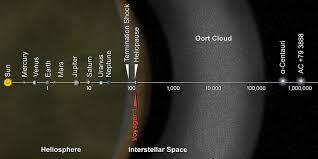 Sun
Mercury
Venus
Earth
Mars
Jupiter
Saturn
Uranus
Neptune
Termination Shock
Heliopause
Oort Cloud
α-Centauri
AC +79 3888
1
10
100
1,000
10,000
100,000
1,000,000
Voyager 1
Heliosphere
Interstellar Space